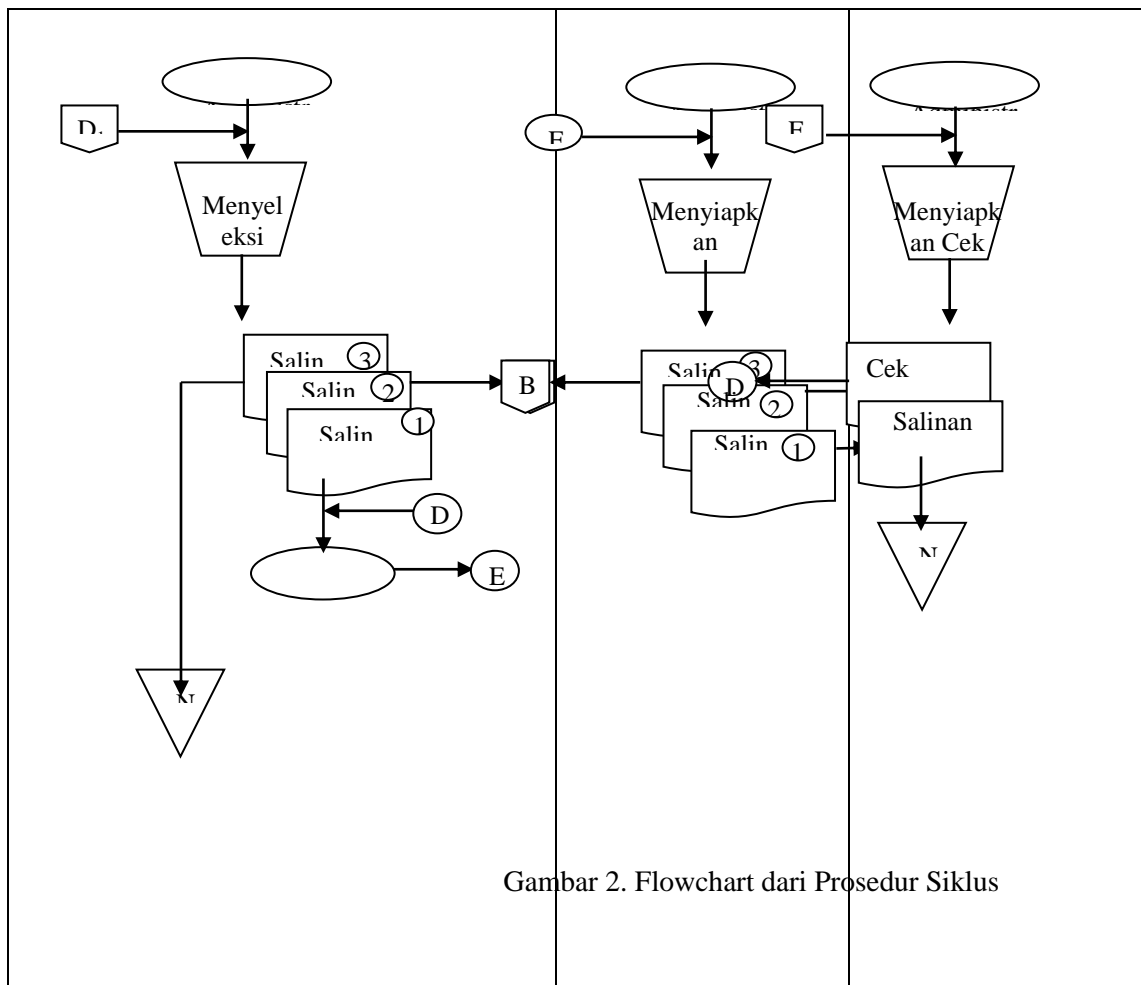 Administr
D.
F
F
Menyel
eksi
Menyiapk
an
Menyiapk
an Cek
Salin
3
Salin
2
Salin
1
B
Salin
3
Salin
2
Salin
1
D
Cek
Salinan
D
E
N
N
Gambar 2. Flowchart dari Prosedur Siklus